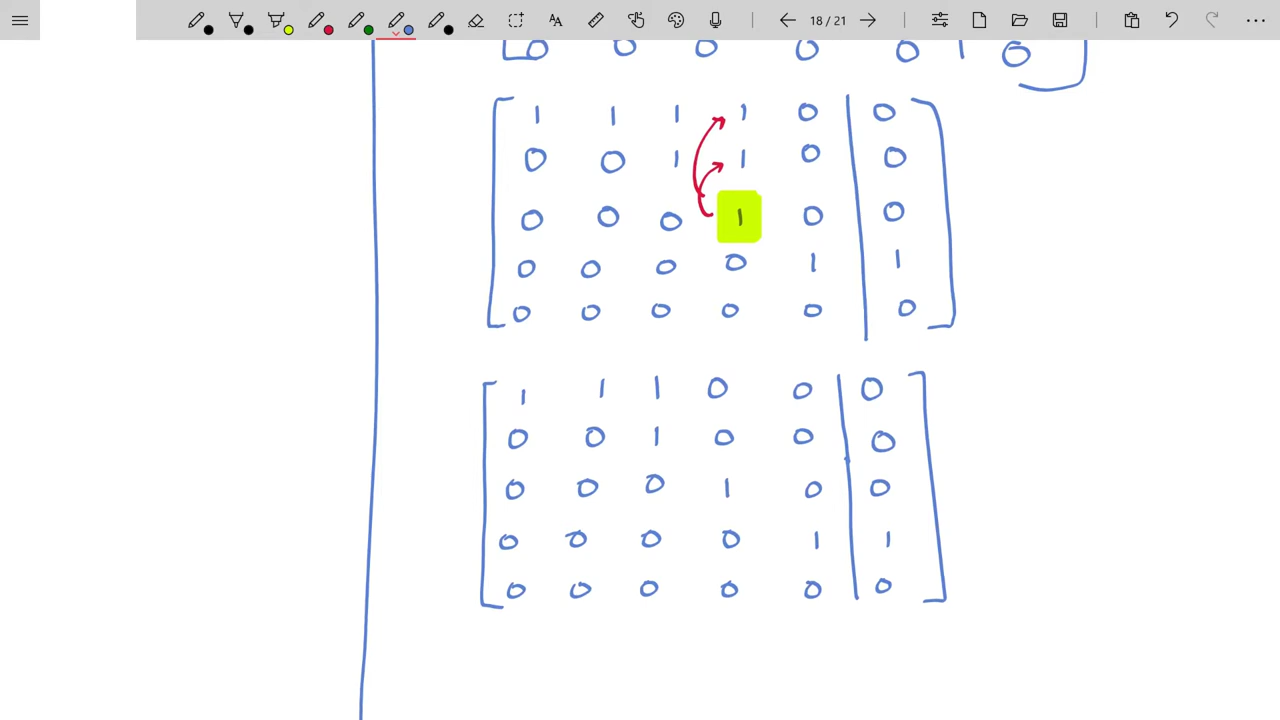 18 / 21
0 0 0 0 0 | 0
1 1 1 1 0 | 0
0 0 1 1 0 | 0
0 0 0 1 0 | 0
0 0 0 0 1 | 1
0 0 0 0 0 | 0
1 1 1 0 0 | 0
0 0 1 0 0 | 0
0 0 0 1 0 | 0
0 0 0 0 1 | 1
0 0 0 0 0 | 0